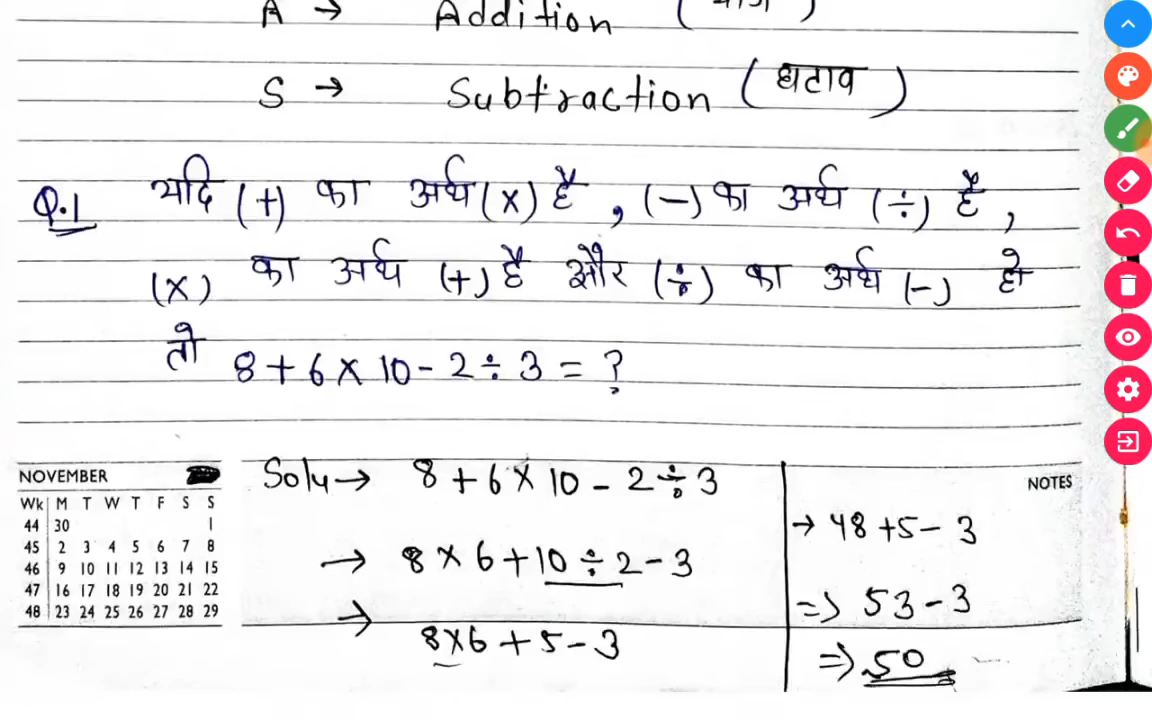 A → Addition (
S → Subtraction (घटाव)
Q.1 यदि (+) का अर्थ (×) है, (−) का अर्थ (÷) है,
(×) का अर्थ (+) है और (÷) का अर्थ (−) हो
तो 8 + 6 × 10 - 2 ÷ 3 = ?
NOVEMBER
Wk M T W T F S S
44 30 1
45 2 3 4 5 6 7 8
46 9 10 11 12 13 14 15
47 16 17 18 19 20 21 22
48 23 24 25 26 27 28 29
Solu → 8 + 6 × 10 - 2 ÷ 3
→ 8 × 6 + 10 ÷ 2 - 3
→ 8×6 + 5 - 3
NOTES
→ 48 + 5 - 3
⇒ 53 - 3
⇒ 50